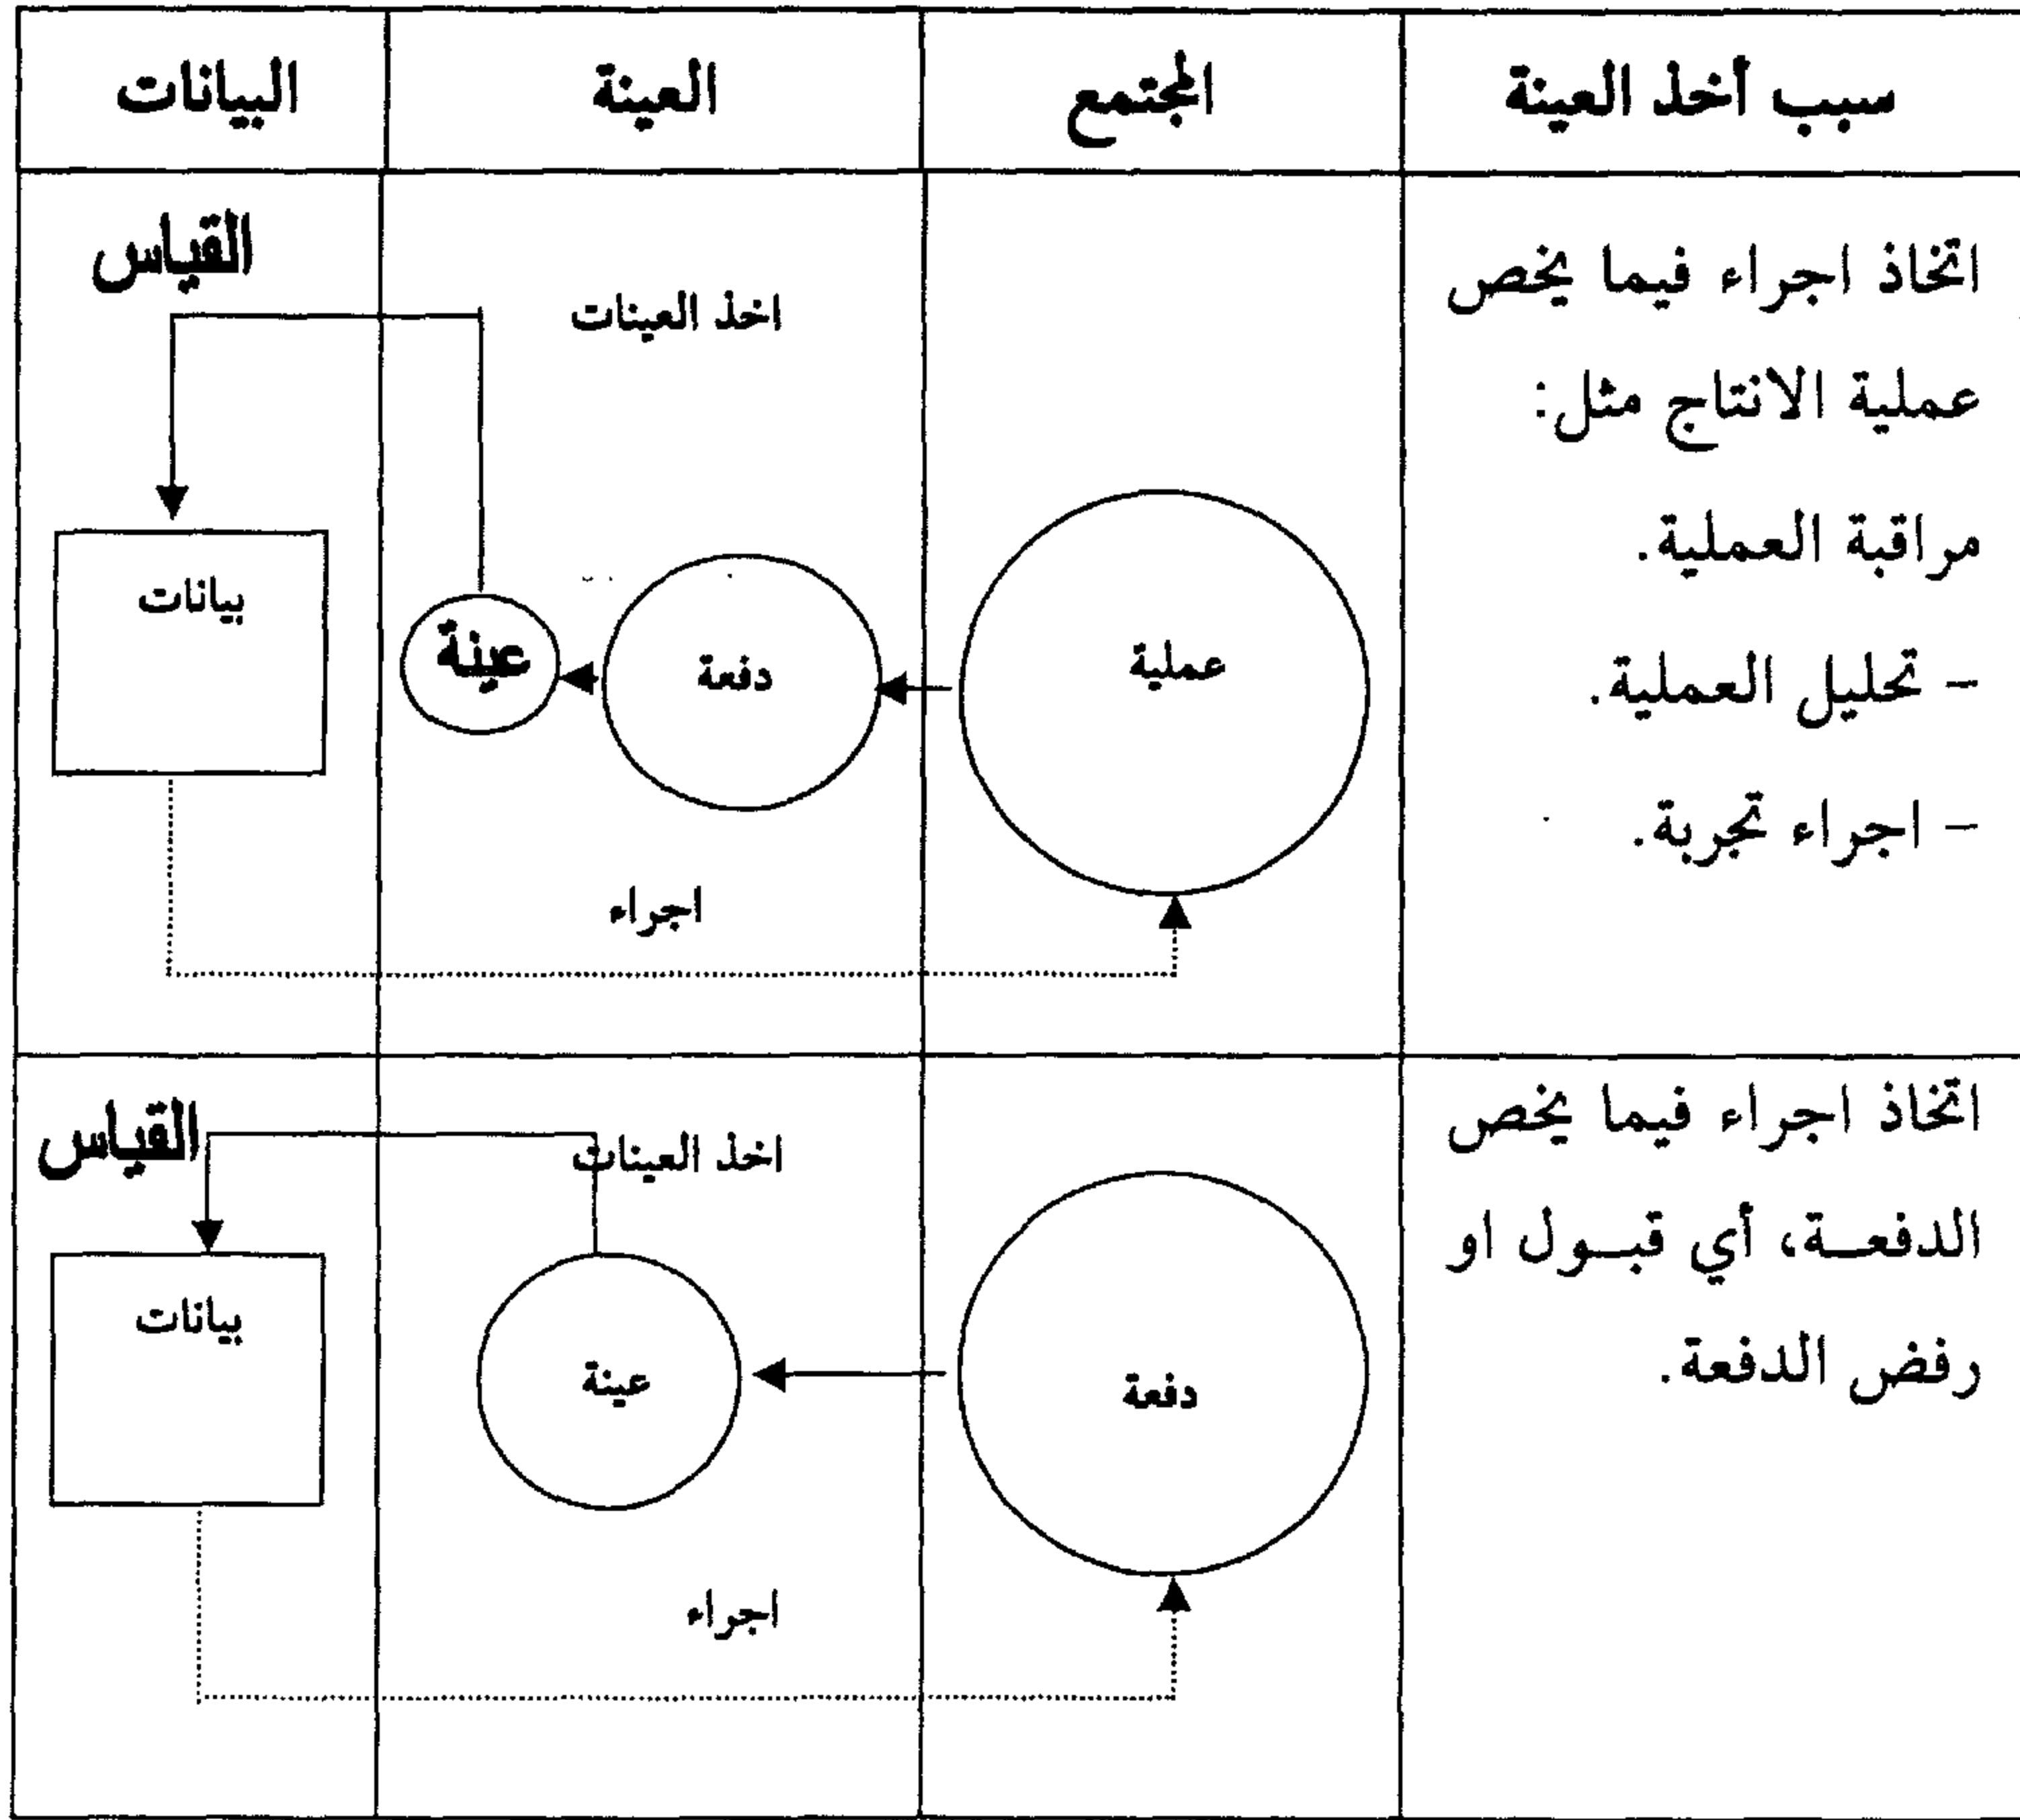 سبب أخذ العينة
المجتمع
العينة
البيانات
اتخاذ اجراء فيما يخص
عملية الانتاج مثل:
مراقبة العملية.
– تحليل العملية.
– اجراء تجربة.
عملية
اخذ العينات
دفعة
عينة
اجراء
القياس
بيانات
اتخاذ اجراء فيما يخص
الدفعــة، أي قبــول او
رفض الدفعة.
دفعة
اخذ العينات
عينة
اجراء
القياس
بيانات